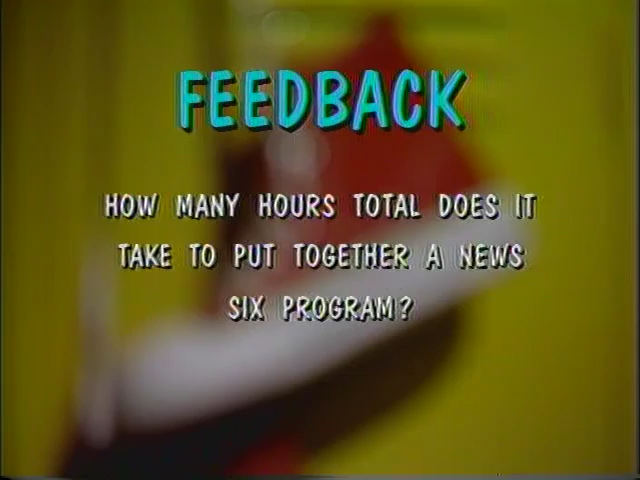 FEEDBACK
HOW MANY HOURS TOTAL DOES IT
TAKE TO PUT TOGETHER A NEWS
SIX PROGRAM?